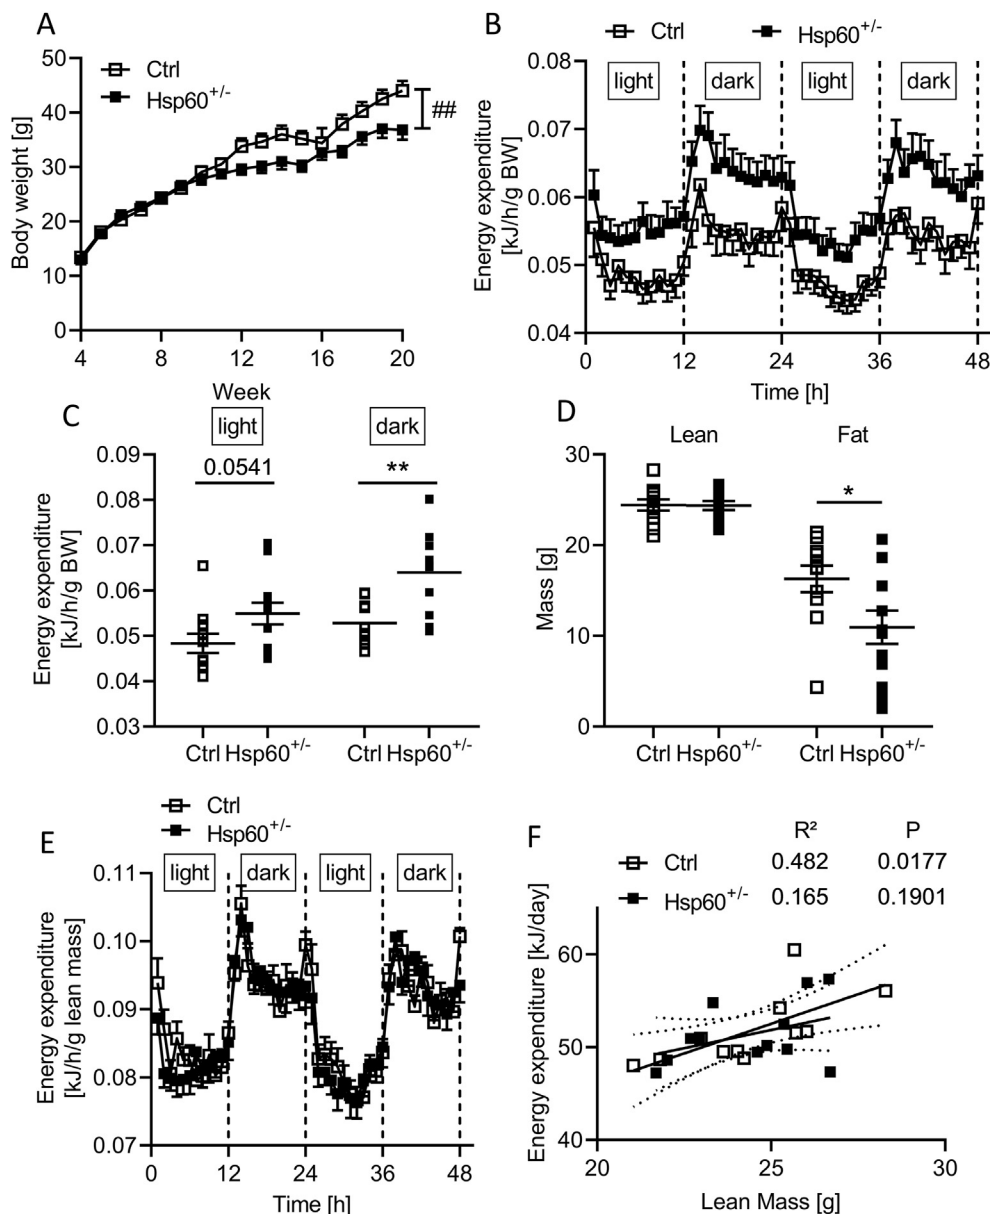 A
Ctrl
Hsp60+/-
Body weight [g]
50
40
30
20
10
0
##
4 8 12 16 20
Week
B
Ctrl Hsp60+/-
light dark light dark
Energy expenditure
[kJ/h/g BW]
0.08
0.07
0.06
0.05
0.04
0 12 24 36 48
Time [h]
C
light dark
0.0541 **
Energy expenditure
[kJ/h/g BW]
0.09
0.08
0.07
0.06
0.05
0.04
0.03
Ctrl Hsp60+/- Ctrl Hsp60+/-
D
Lean Fat
*
Mass [g]
30
20
10
0
Ctrl Hsp60+/- Ctrl Hsp60+/-
E
Ctrl
Hsp60+/-
light dark light dark
Energy expenditure
[kJ/h/g lean mass]
0.11
0.10
0.09
0.08
0.07
0 12 24 36 48
Time [h]
F
R² P
Ctrl 0.482 0.0177
Hsp60+/- 0.165 0.1901
Energy expenditure [kJ/day]
60
50
40
20 25 30
Lean Mass [g]